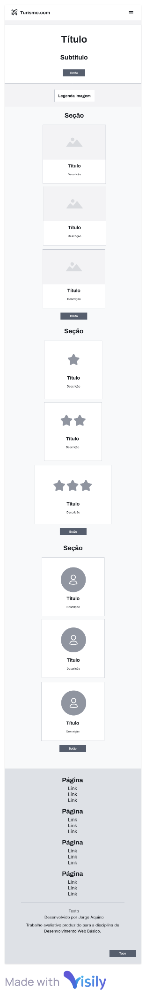 Turismo.com
Título
Subtítulo
Botão
Legenda imagem
Seção
Título
Descrição
Título
Descrição
Título
Descrição
Botão
Seção
Título
Descrição
Título
Descrição
Título
Descrição
Botão
Seção
Título
Descrição
Título
Descrição
Título
Descrição
Botão
Página
Link
Link
Link
Página
Link
Link
Link
Página
Link
Link
Link
Página
Link
Link
Link
Texto
Desenvolvido por Jorge Aquino
Trabalho avaliativo produzido para a disciplina de
Desenvolvimento Web Básico.
Topo
Made with Visily